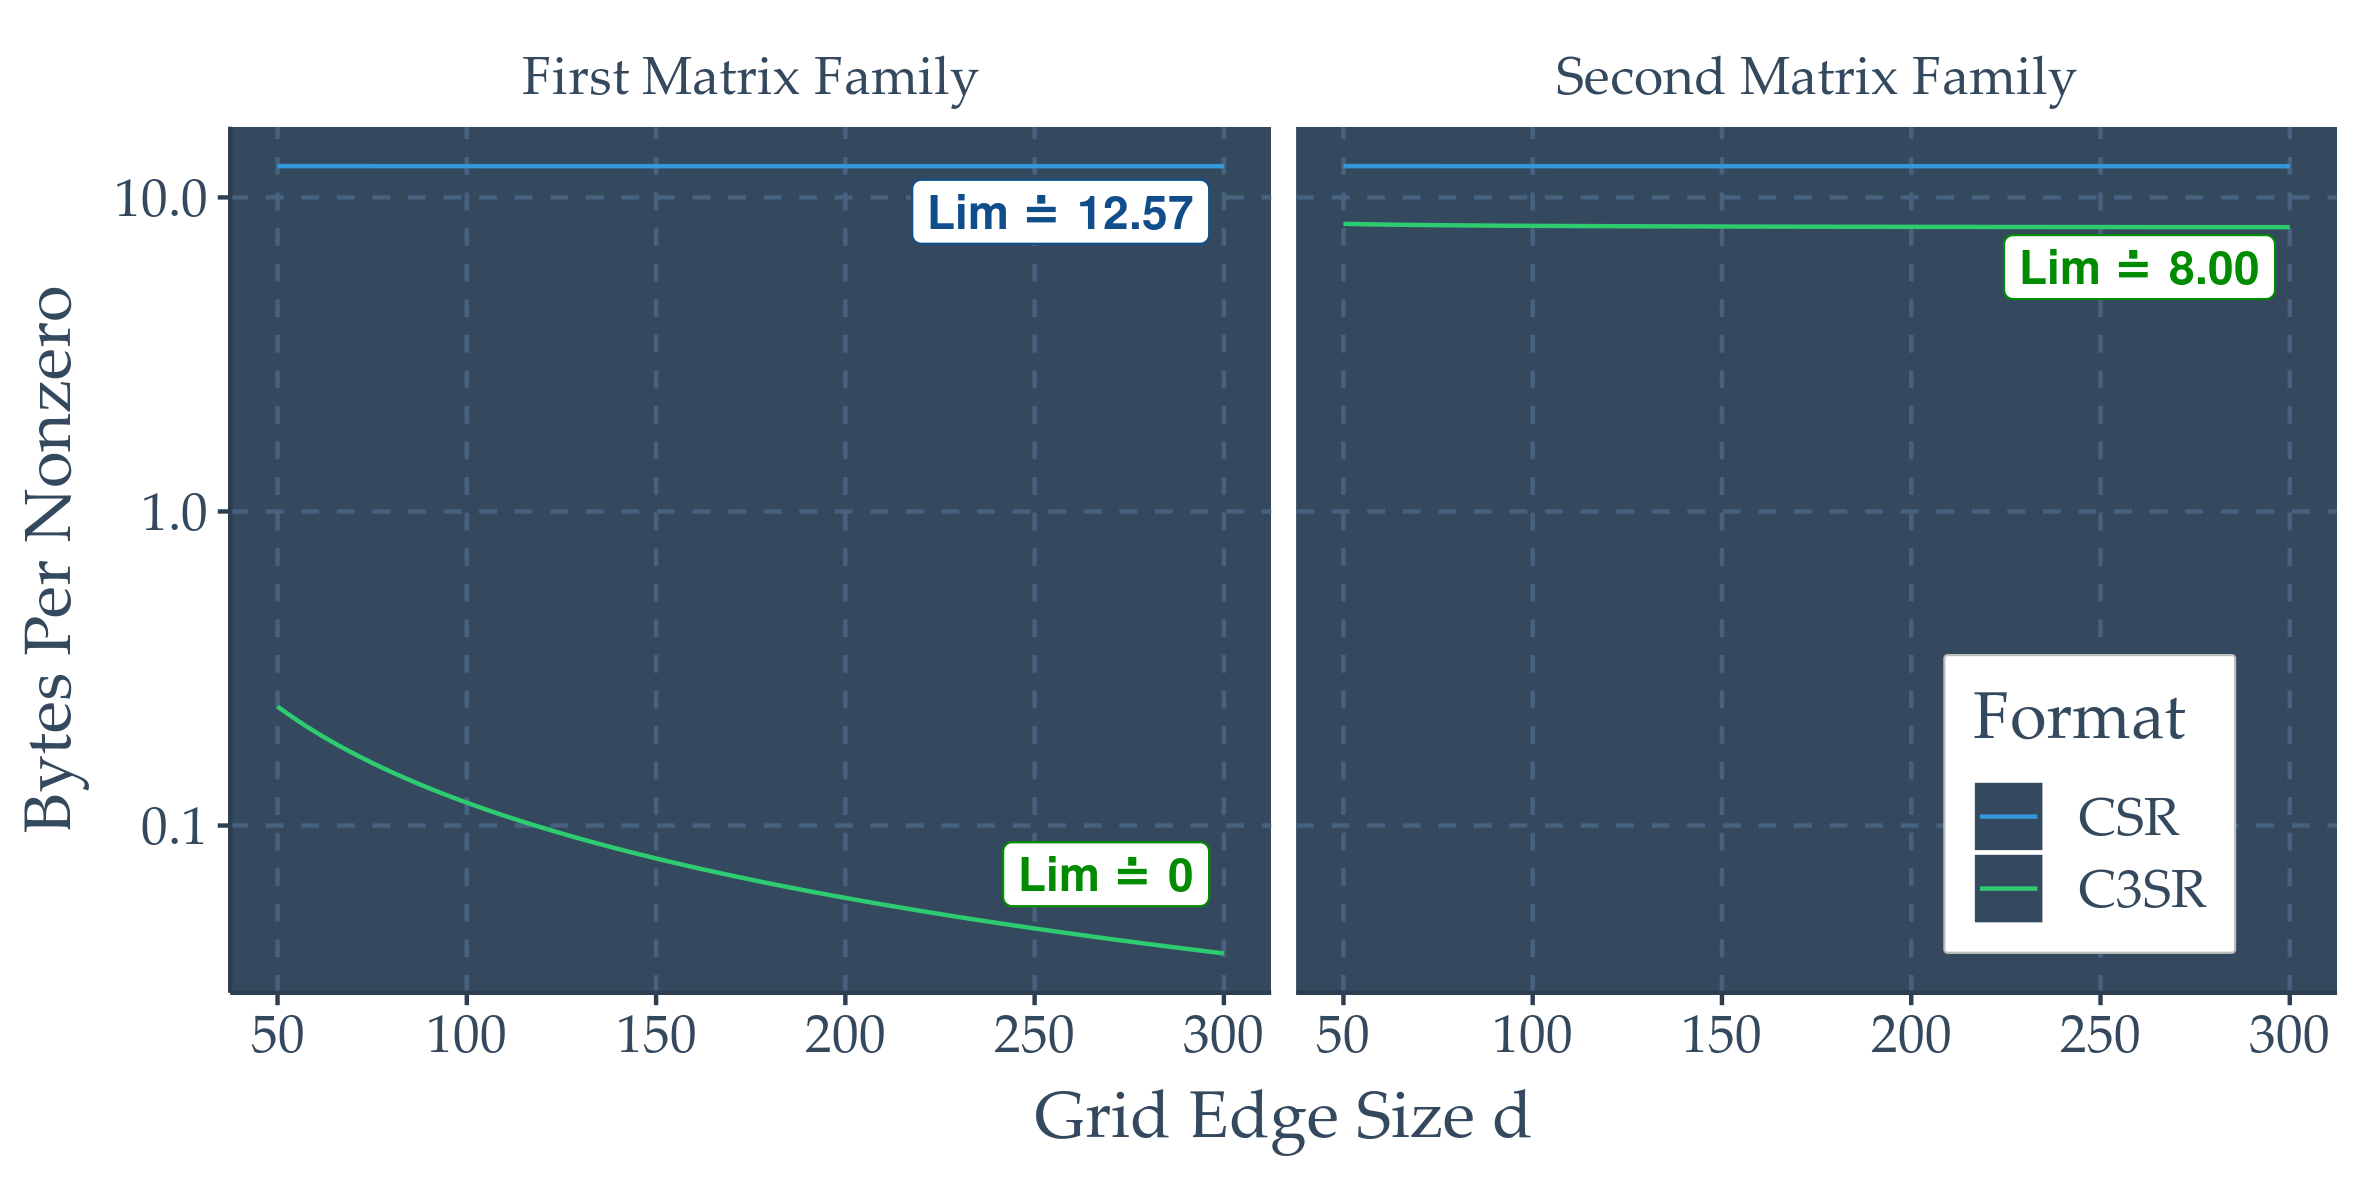 First Matrix Family
Second Matrix Family
Bytes Per Nonzero
10.0
1.0
0.1
Lim ≐ 12.57
Lim ≐ 0
Lim ≐ 8.00
Format
CSR
C3SR
50 100 150 200 250 300
50 100 150 200 250 300
Grid Edge Size d